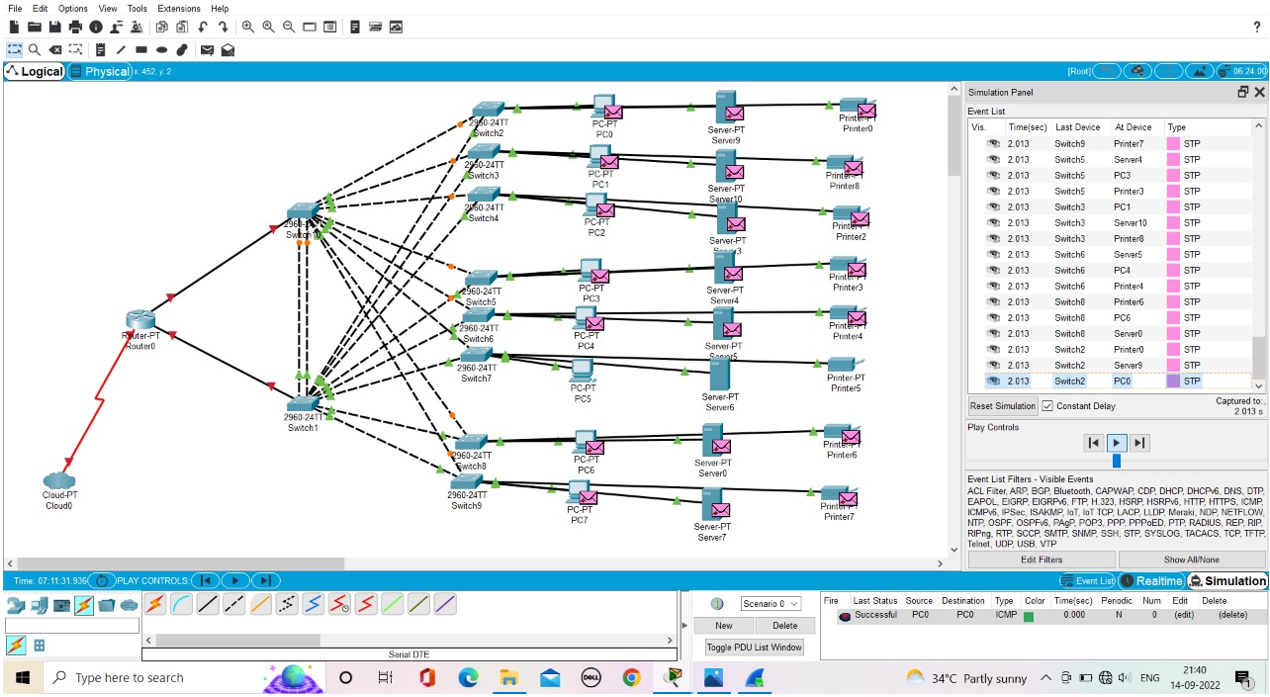 File Edit Options View Tools Extensions Help
?
Logical Physical x: 452, y: 2 [Root] 06:24:00
Simulation Panel
Event List
Vis. Time(sec) Last Device At Device Type
2.013 Switch9 Printer7 STP
2.013 Switch5 Server4 STP
2.013 Switch5 PC3 STP
2.013 Switch5 Printer3 STP
2.013 Switch3 PC1 STP
2.013 Switch3 Server10 STP
2.013 Switch3 Printer8 STP
2.013 Switch6 Server5 STP
2.013 Switch6 PC4 STP
2.013 Switch6 Printer4 STP
2.013 Switch8 Printer6 STP
2.013 Switch8 PC6 STP
2.013 Switch8 Server0 STP
2.013 Switch2 Printer0 STP
2.013 Switch2 Server9 STP
2.013 Switch2 PC0 STP
Reset Simulation Constant Delay Captured to:
2.013 s
Play Controls
Event List Filters - Visible Events
ACL Filter, ARP, BGP, Bluetooth, CAPWAP, CDP, DHCP, DHCPv6, DNS, DTP,
EAPOL, EIGRP, EIGRPv6, FTP, H.323, HSRP, HSRPv6, HTTP, HTTPS, ICMP,
ICMPv6, IPSec, ISAKMP, IoT, IoT TCP, LACP, LLDP, Meraki, NDP, NETFLOW,
NTP, OSPF, OSPFv6, PAgP, POP3, PPP, PPPoED, PTP, RADIUS, REP, RIP,
RIPng, RTP, SCCP, SMTP, SNMP, SSH, STP, SYSLOG, TACACS, TCP, TFTP,
Telnet, UDP, USB, VTP
Edit Filters Show All/None
2960-24TT
Switch2
PC-PT
PC0
Server-PT
Server9
Printer-PT
Printer0
2960-24TT
Switch3
PC-PT
PC1
Server-PT
Server10
Printer-PT
Printer8
2960-24TT
Switch4
PC-PT
PC2
Server-PT
Printer-PT
Printer2
2960-24TT
2960-24TT
Switch5
PC-PT
PC3
Server-PT
Server4
Printer-PT
Printer3
2960-24TT
Switch6
PC-PT
PC4
Server-PT
Server5
Printer-PT
Printer4
2960-24TT
Switch7
PC-PT
PC5
Server-PT
Server6
Printer-PT
Printer5
Router-PT
Router0
2960-24TT
Switch1
2960-24TT
Switch8
PC-PT
PC6
Server-PT
Server0
Printer-PT
Printer6
2960-24TT
Switch9
PC-PT
PC7
Server-PT
Server7
Printer-PT
Printer7
Cloud-PT
Cloud0
Time: 07:11:31.936 PLAY CONTROLS: Event List Realtime Simulation
Scenario 0
New Delete
Toggle PDU List Window
Fire Last Status Source Destination Type Color Time(sec) Periodic Num Edit Delete
Successful PC0 PC0 ICMP 0.000 N 0 (edit) (delete)
Serial DTE
Type here to search DELL 34°C Partly sunny ENG 21:40
14-09-2022
1